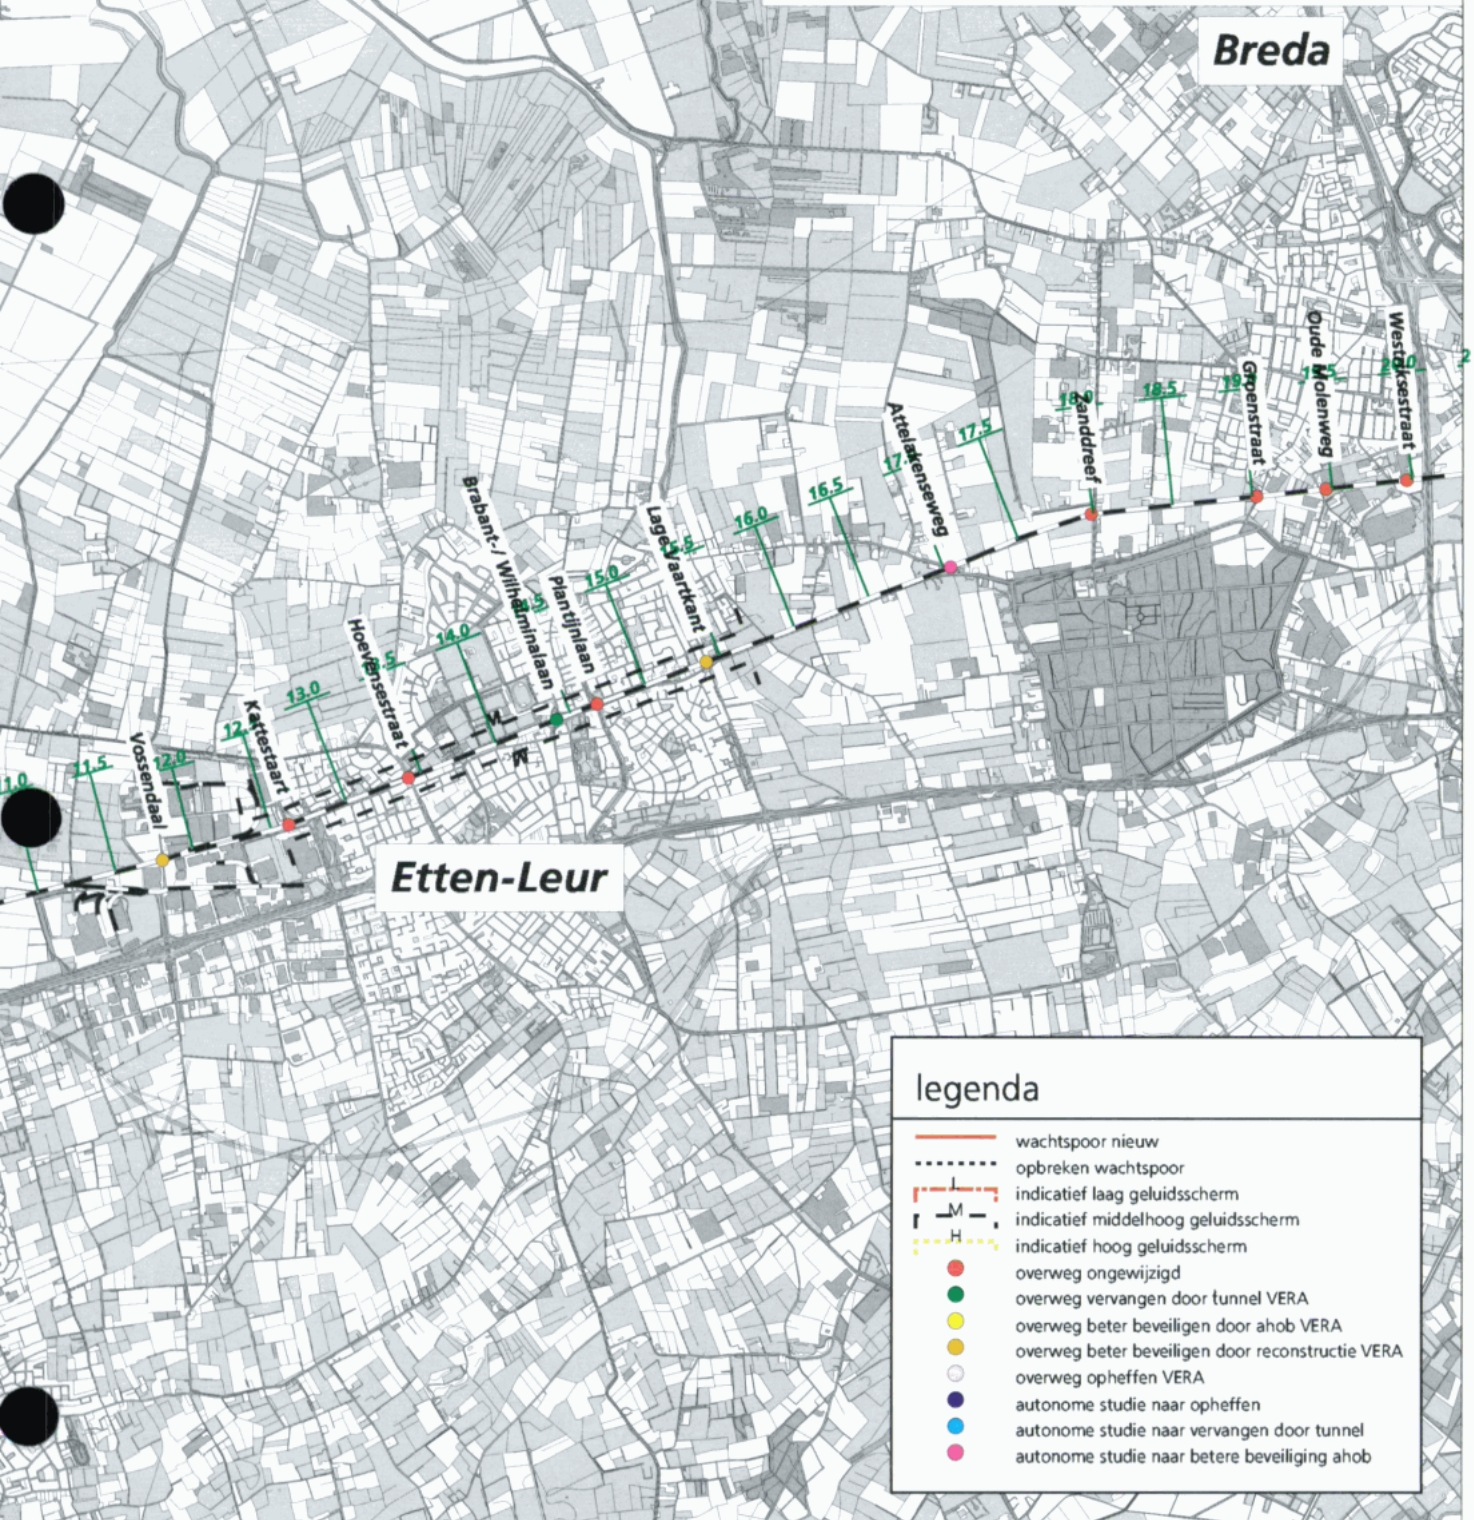 Breda
Westriksestraat
Oude Molenweg
Groenstraat
Zanddreef
18.0
18.5
17.5
Attelakenseweg
16.5
16.0
Lage Vaartkant
15.0
Plantijnlaan
Brabant-/ Wilhelminalaan
14.0
Hoevensestraat
13.0
Kattestaart
12.0
Vossendaal
11.5
M
M
Etten-Leur
legenda
wachtspoor nieuw
opbreken wachtspoor
L indicatief laag geluidsscherm
M indicatief middelhoog geluidsscherm
H indicatief hoog geluidsscherm
overweg ongewijzigd
overweg vervangen door tunnel VERA
overweg beter beveiligen door ahob VERA
overweg beter beveiligen door reconstructie VERA
overweg opheffen VERA
autonome studie naar opheffen
autonome studie naar vervangen door tunnel
autonome studie naar betere beveiliging ahob